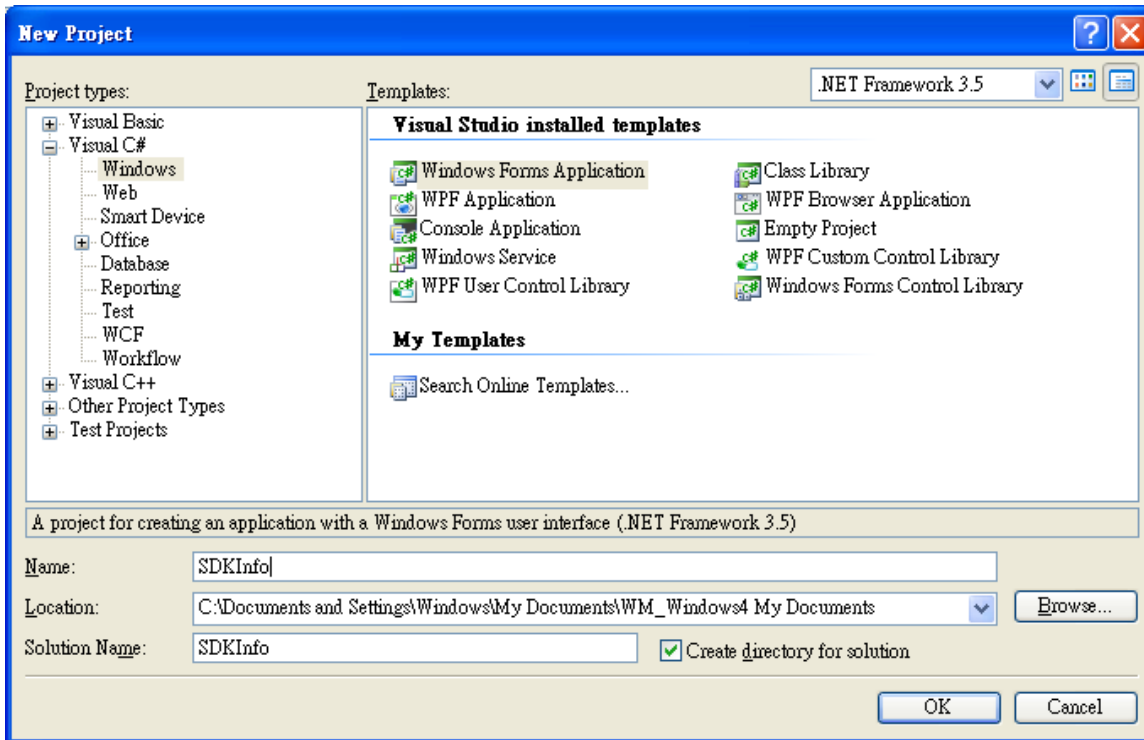 New Project
Project types:
Templates:
.NET Framework 3.5
Visual Basic
Visual C#
Windows
Web
Smart Device
Office
Database
Reporting
Test
WCF
Workflow
Visual C++
Other Project Types
Test Projects
Visual Studio installed templates
Windows Forms Application
Class Library
WPF Application
WPF Browser Application
Console Application
Empty Project
Windows Service
WPF Custom Control Library
WPF User Control Library
Windows Forms Control Library
My Templates
Search Online Templates...
A project for creating an application with a Windows Forms user interface (.NET Framework 3.5)
Name:
SDKInfo
Location:
C:\Documents and Settings\Windows\My Documents\WM_Windows4 My Documents
Browse...
Solution Name:
SDKInfo
Create directory for solution
OK
Cancel